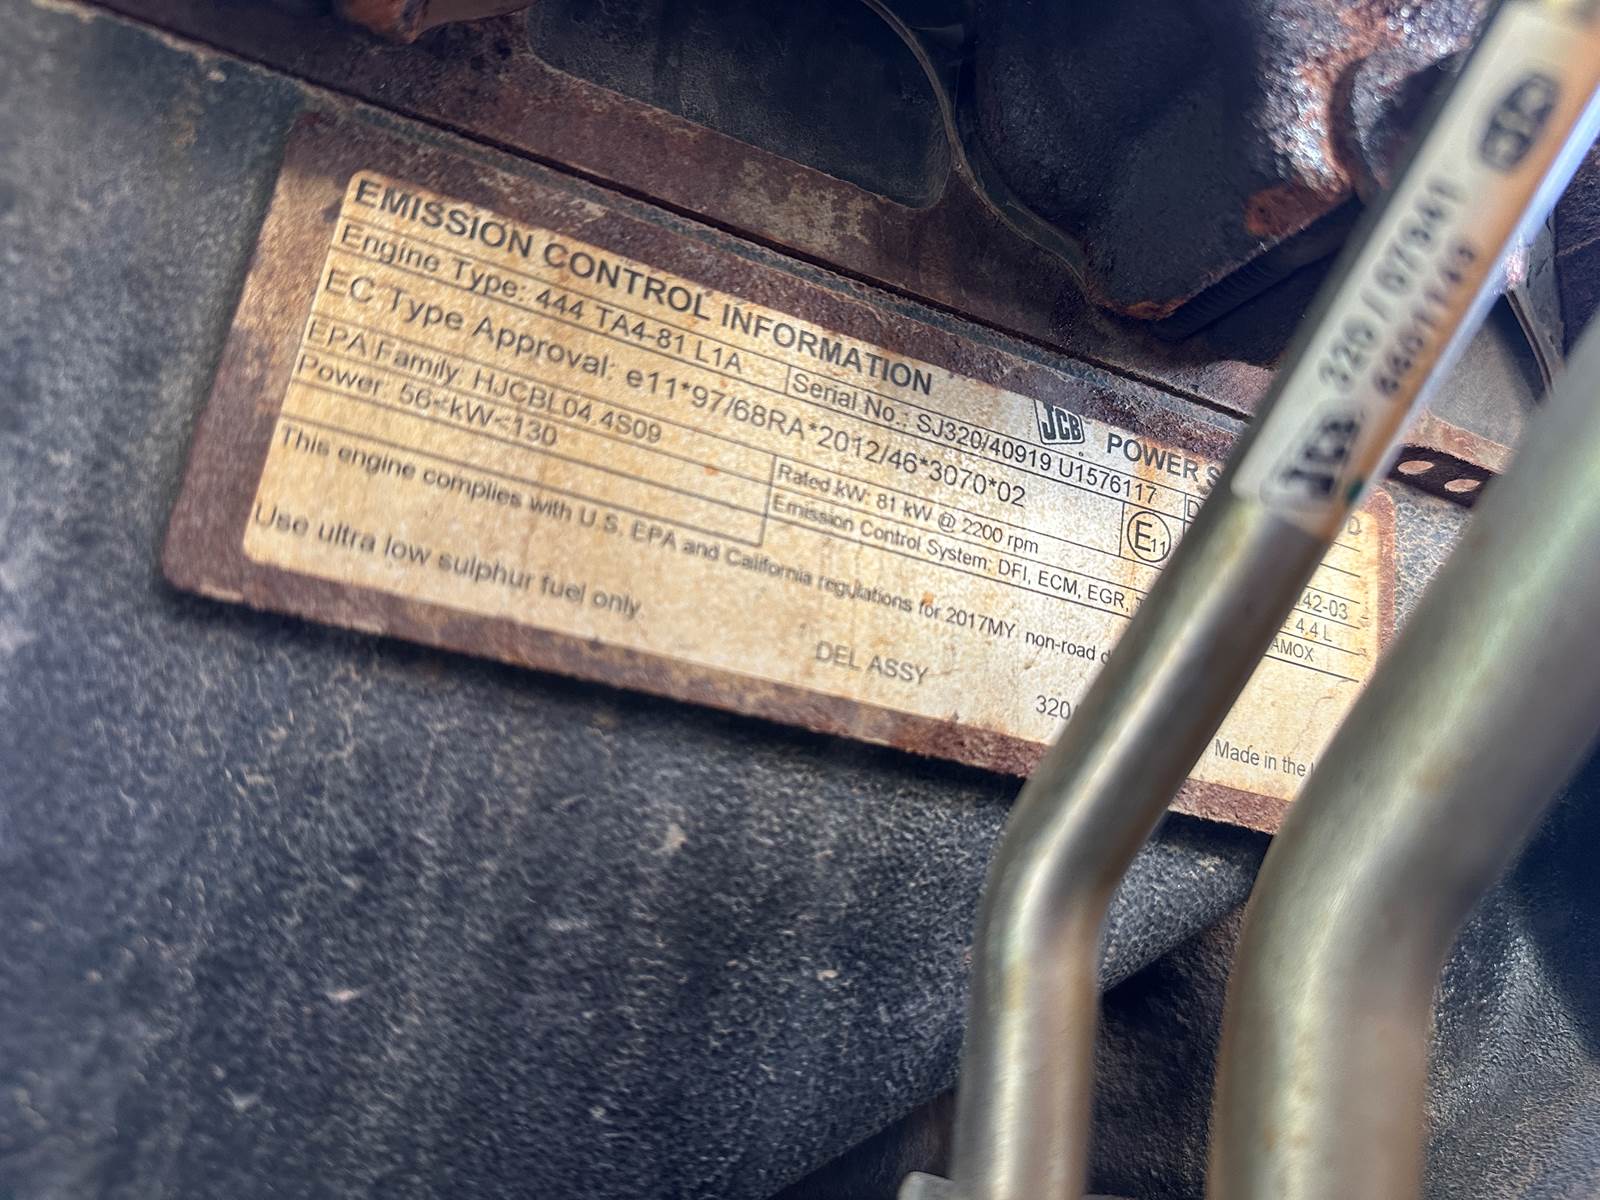 EMISSION CONTROL INFORMATION
JCB POWER S
Engine Type: 444 TA4-81 L1A Serial No.: SJ320/40919 U1576117 D
EC Type Approval: e11*97/68RA*2012/46*3070*02 E11
EPA Family: HJCBL04.4S09 Rated kW: 81 kW @ 2200 rpm 42-03
Power: 56<kW<130 Emission Control System: DFI, ECM, EGR, 4.4 L
AMOX
This engine complies with U.S. EPA and California regulations for 2017MY non-road d
Use ultra low sulphur fuel only
DEL ASSY
320/
Made in the
JCB 320 / 07341